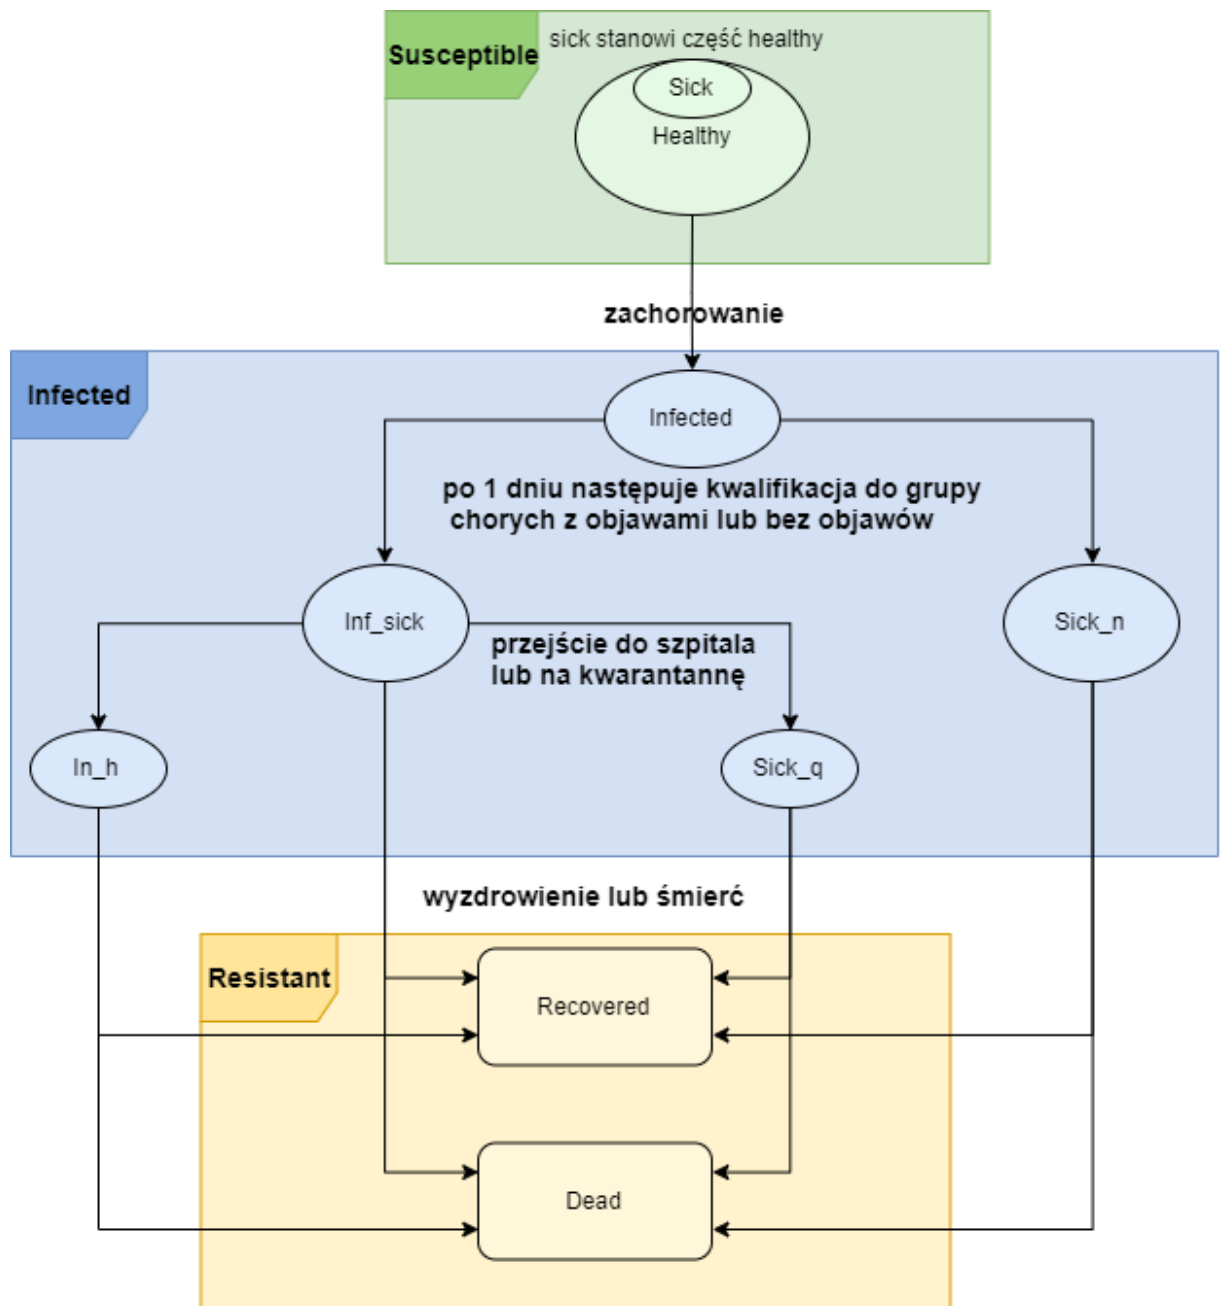 Susceptible
sick stanowi część healthy
Sick
Healthy
zachorowanie
Infected
Infected
po 1 dniu następuje kwalifikacja do grupy
chorych z objawami lub bez objawów
Inf_sick
Sick_n
przejście do szpitala
lub na kwarantannę
In_h
Sick_q
wyzdrowienie lub śmierć
Resistant
Recovered
Dead